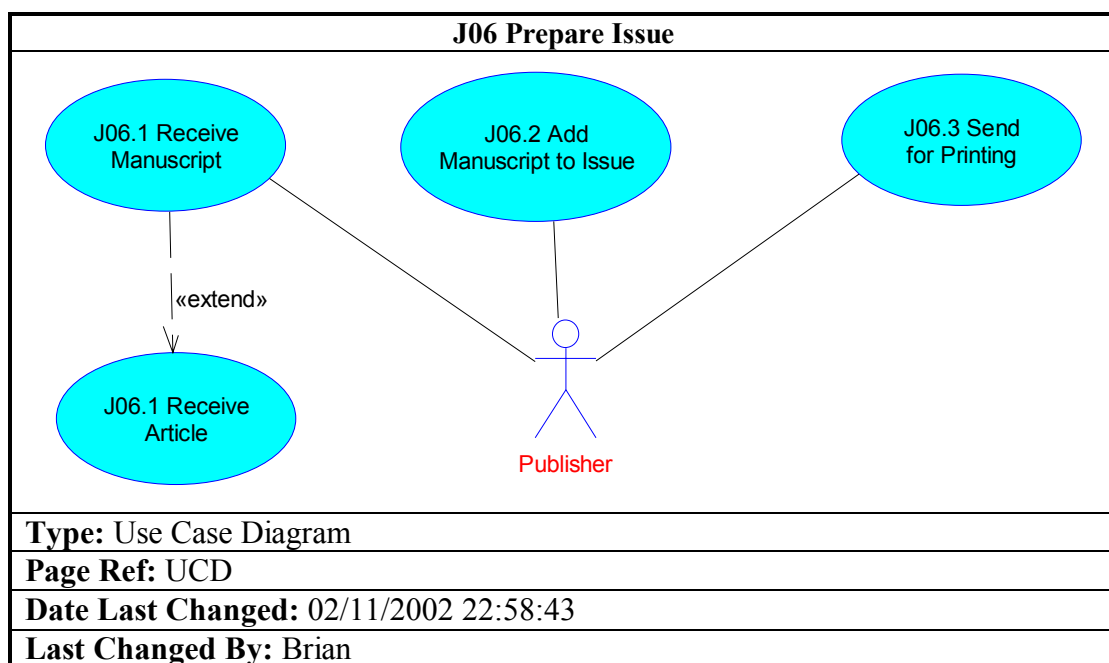 J06 Prepare Issue
J06.1 Receive
Manuscript
J06.2 Add
Manuscript to Issue
J06.3 Send
for Printing
«extend»
J06.1 Receive
Article
Publisher
Type: Use Case Diagram
Page Ref: UCD
Date Last Changed: 02/11/2002 22:58:43
Last Changed By: Brian